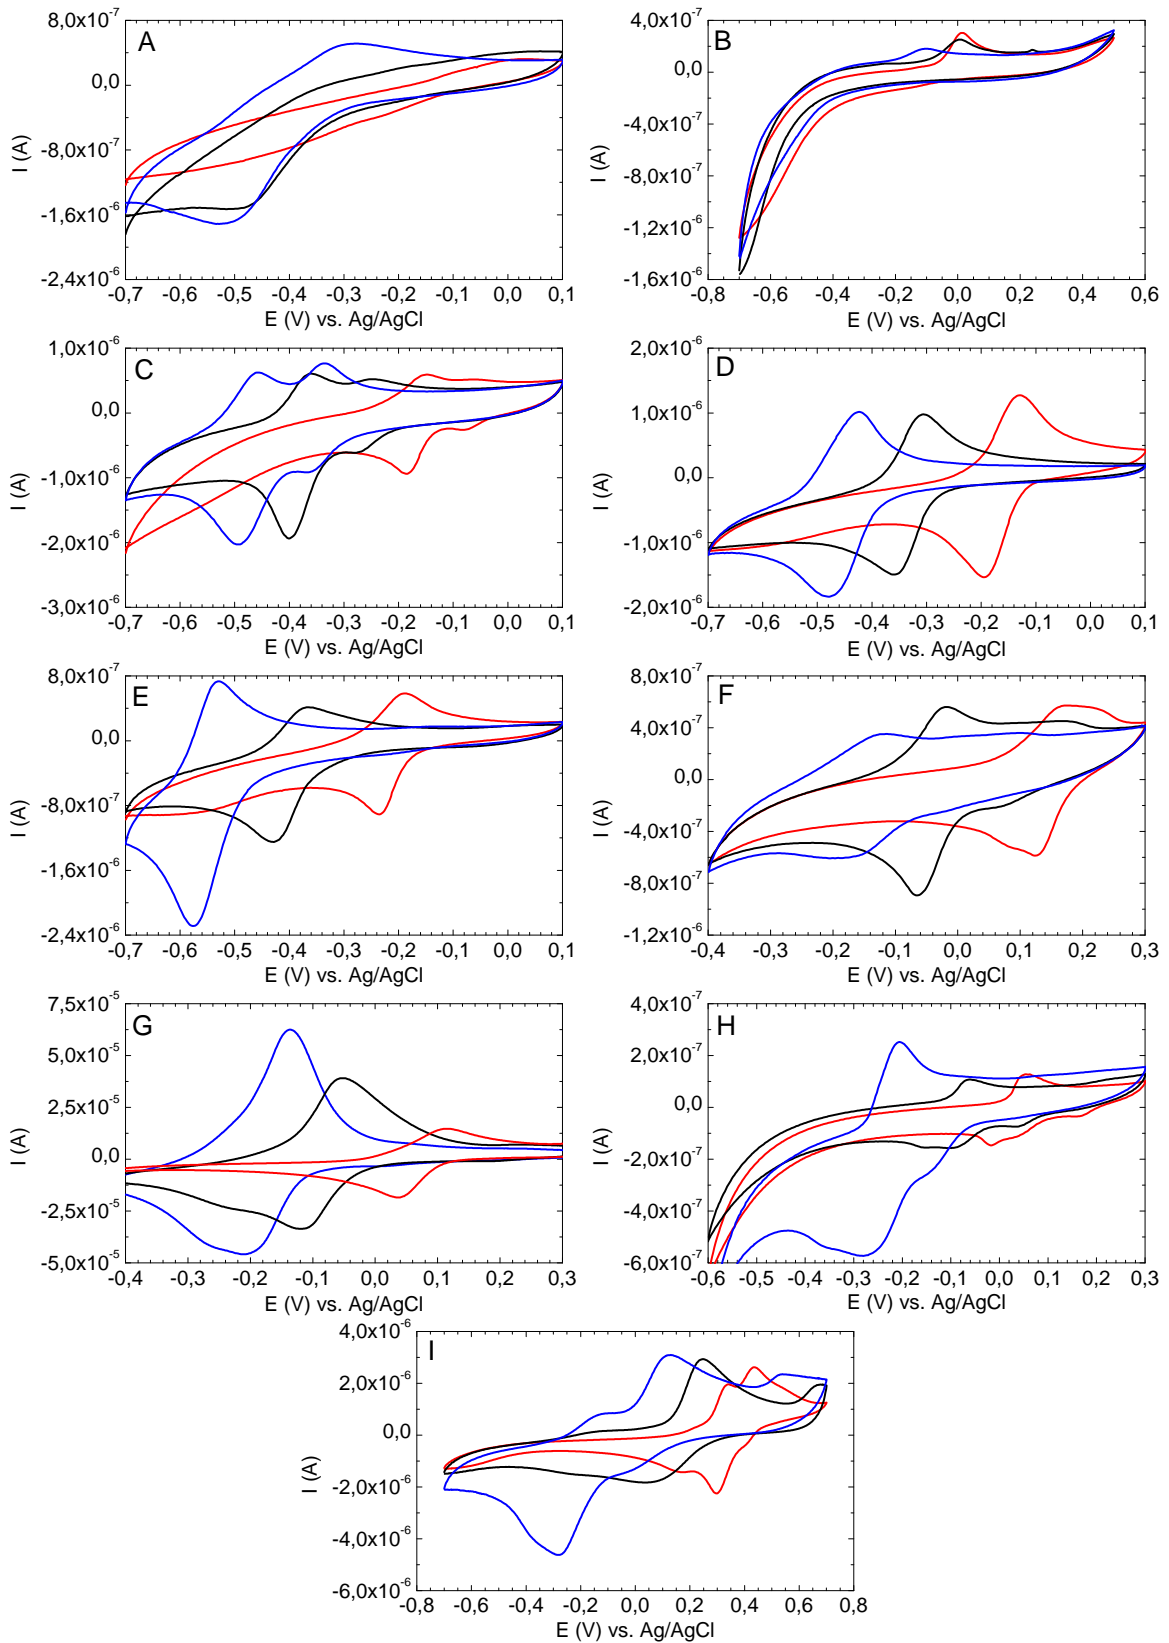 A
8,0x10⁻⁷
0,0
-8,0x10⁻⁷
-1,6x10⁻⁶
-2,4x10⁻⁶
I (A)
-0,7 -0,6 -0,5 -0,4 -0,3 -0,2 -0,1 0,0 0,1
E (V) vs. Ag/AgCl
B
4,0x10⁻⁷
0,0
-4,0x10⁻⁷
-8,0x10⁻⁷
-1,2x10⁻⁶
-1,6x10⁻⁶
I (A)
-0,8 -0,6 -0,4 -0,2 0,0 0,2 0,4 0,6
E (V) vs. Ag/AgCl
C
1,0x10⁻⁶
0,0
-1,0x10⁻⁶
-2,0x10⁻⁶
-3,0x10⁻⁶
I (A)
-0,7 -0,6 -0,5 -0,4 -0,3 -0,2 -0,1 0,0 0,1
E (V) vs. Ag/AgCl
D
2,0x10⁻⁶
1,0x10⁻⁶
0,0
-1,0x10⁻⁶
-2,0x10⁻⁶
I (A)
-0,7 -0,6 -0,5 -0,4 -0,3 -0,2 -0,1 0,0 0,1
E (V) vs. Ag/AgCl
E
8,0x10⁻⁷
0,0
-8,0x10⁻⁷
-1,6x10⁻⁶
-2,4x10⁻⁶
I (A)
-0,7 -0,6 -0,5 -0,4 -0,3 -0,2 -0,1 0,0 0,1
E (V) vs. Ag/AgCl
F
8,0x10⁻⁷
4,0x10⁻⁷
0,0
-4,0x10⁻⁷
-8,0x10⁻⁷
-1,2x10⁻⁶
I (A)
-0,4 -0,3 -0,2 -0,1 0,0 0,1 0,2 0,3
E (V) vs. Ag/AgCl
G
7,5x10⁻⁵
5,0x10⁻⁵
2,5x10⁻⁵
0,0
-2,5x10⁻⁵
-5,0x10⁻⁵
I (A)
-0,4 -0,3 -0,2 -0,1 0,0 0,1 0,2 0,3
E (V) vs. Ag/AgCl
H
4,0x10⁻⁷
2,0x10⁻⁷
0,0
-2,0x10⁻⁷
-4,0x10⁻⁷
-6,0x10⁻⁷
I (A)
-0,6 -0,5 -0,4 -0,3 -0,2 -0,1 0,0 0,1 0,2 0,3
E (V) vs. Ag/AgCl
I
4,0x10⁻⁶
2,0x10⁻⁶
0,0
-2,0x10⁻⁶
-4,0x10⁻⁶
-6,0x10⁻⁶
I (A)
-0,8 -0,6 -0,4 -0,2 0,0 0,2 0,4 0,6 0,8
E (V) vs. Ag/AgCl